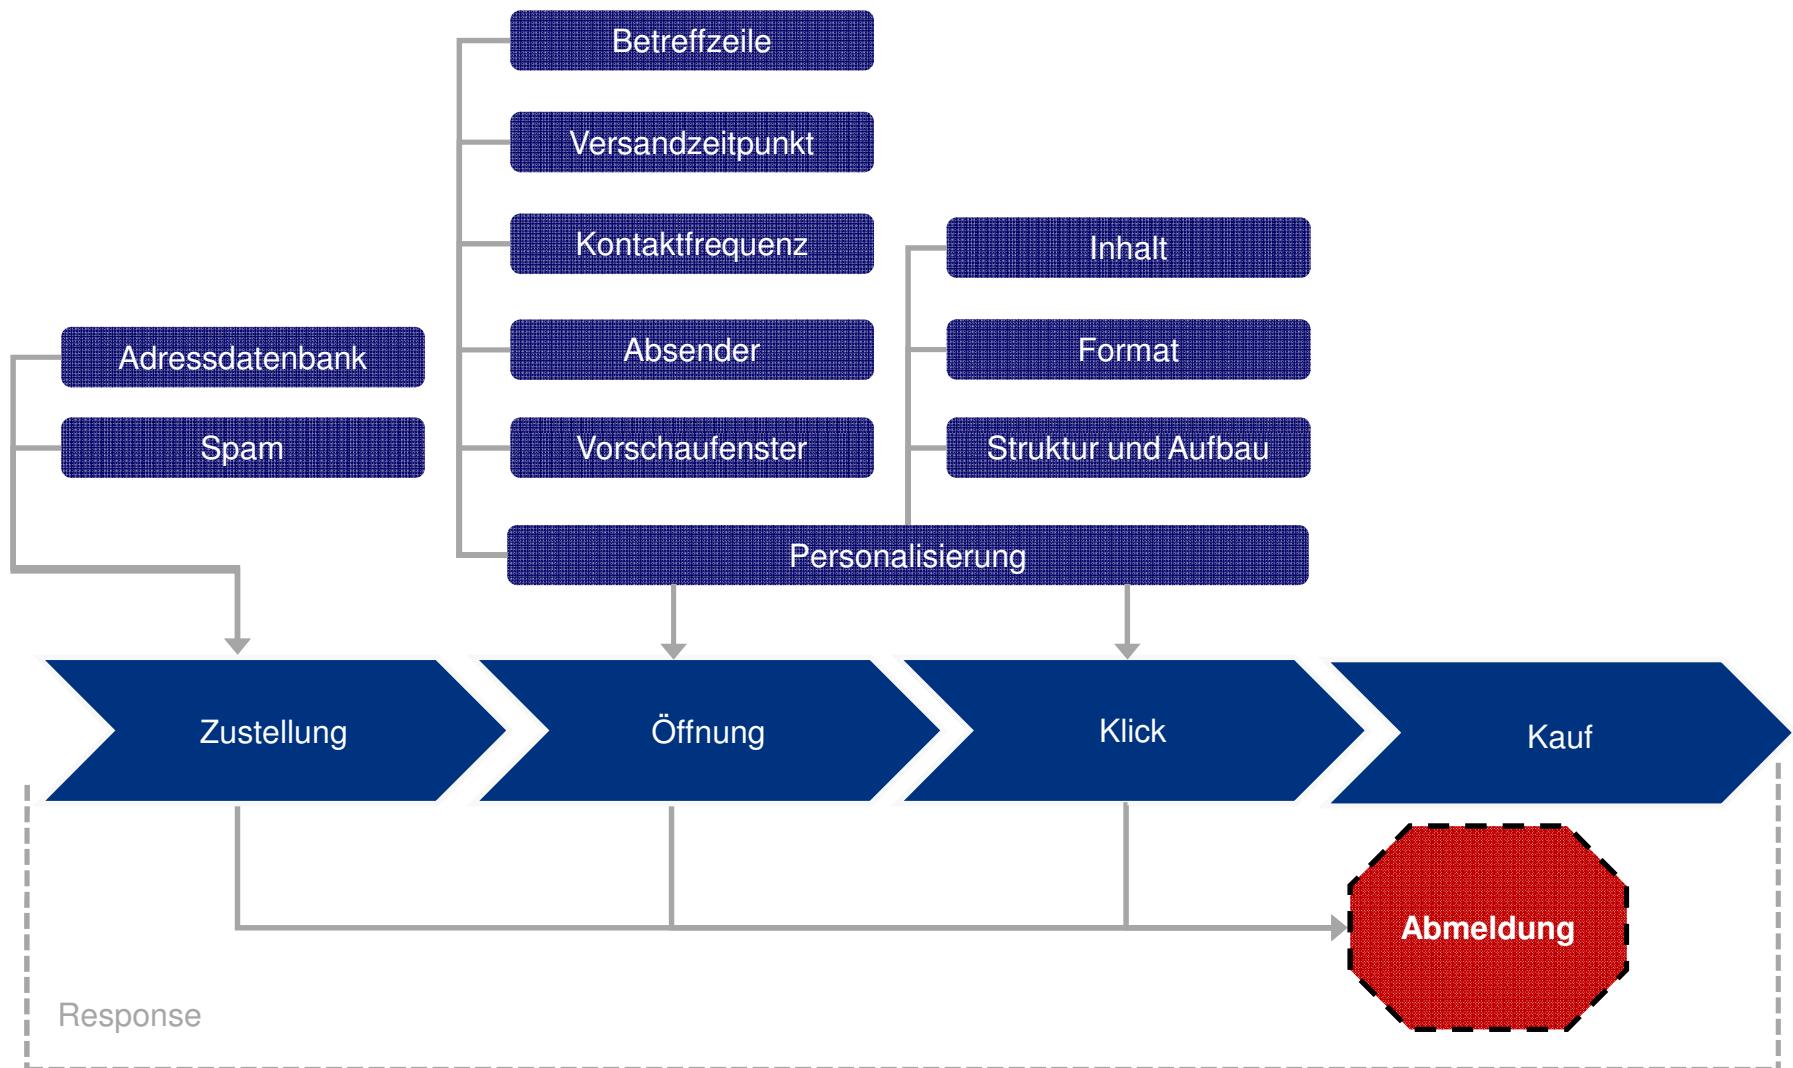 Betreffzeile
Versandzeitpunkt
Kontaktfrequenz
Inhalt
Adressdatenbank
Absender
Format
Spam
Vorschaufenster
Struktur und Aufbau
Personalisierung
Zustellung
Öffnung
Klick
Kauf
Abmeldung
Response